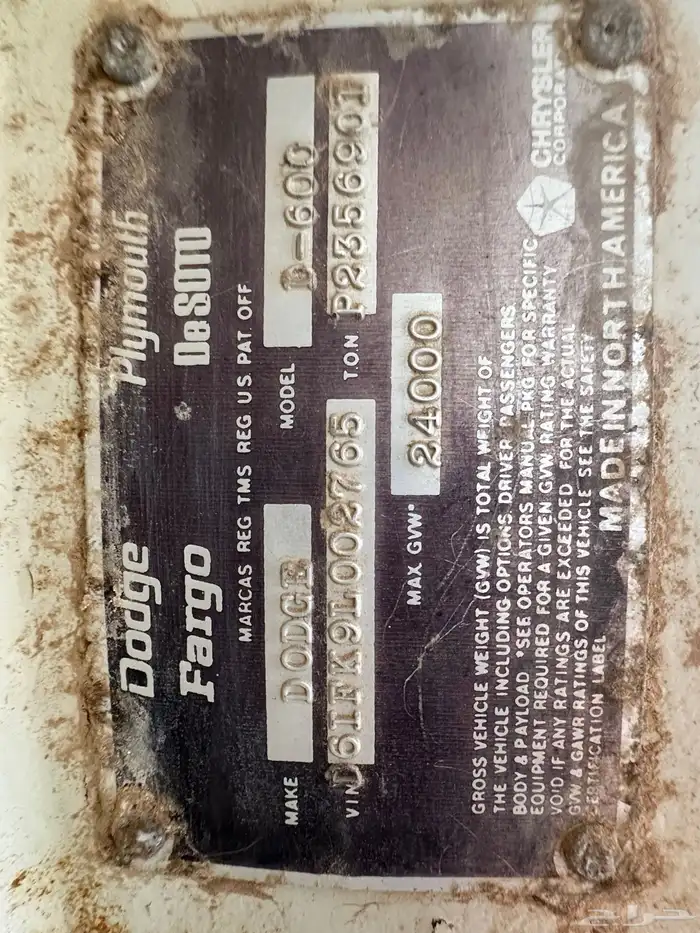 Dodge Plymouth
Fargo De SOTO
MARCAS REG TMS REG U.S. PAT OFF
MAKE DODGE MODEL D-600
VIN D61FK9L002765 T.O.N P2356901
MAX GVW* 24000
GROSS VEHICLE WEIGHT (GVW) IS TOTAL WEIGHT OF
THE VEHICLE INCLUDING OPTIONS, DRIVER, PASSENGERS,
BODY & PAYLOAD *SEE OPERATORS MANUAL PKG FOR SPECIFIC
EQUIPMENT REQUIRED FOR A GIVEN GVW RATING. WARRANTY
VOID IF ANY RATINGS ARE EXCEEDED. FOR THE ACTUAL
GVW & GAWR RATINGS OF THIS VEHICLE SEE THE SAFETY
CERTIFICATION LABEL
CHRYSLER
CORPORATION
MADE IN NORTH AMERICA
حراج